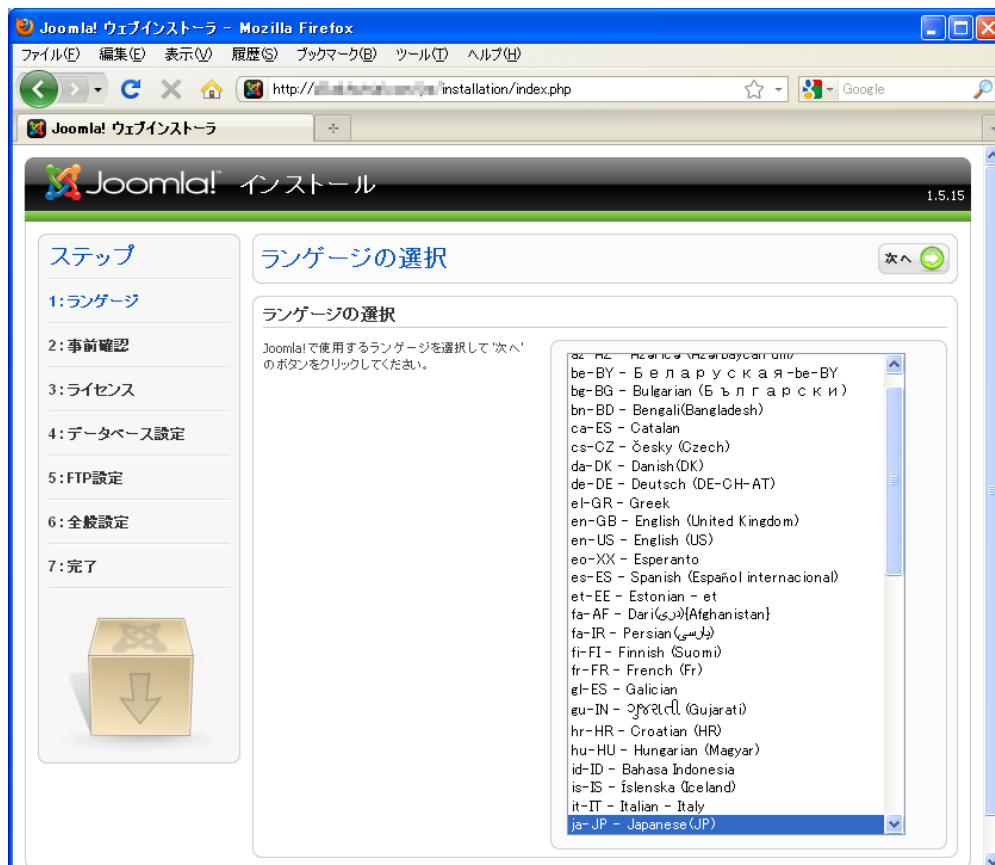 Joomla! ウェブインストーラ - Mozilla Firefox
ファイル(F) 編集(E) 表示(V) 履歴(S) ブックマーク(B) ツール(T) ヘルプ(H)
http:// installation/index.php
Google
Joomla! ウェブインストーラ
Joomla! インストール
1.5.15
ステップ
1:ランゲージ
2:事前確認
3:ライセンス
4:データベース設定
5:FTP設定
6:全般設定
7:完了
ランゲージの選択
次へ
ランゲージの選択
Joomla!で使用するランゲージを選択して'次へ'
のボタンをクリックしてください。
be-BY - Беларуская-be-BY
bg-BG - Bulgarian (Български)
bn-BD - Bengali(Bangladesh)
ca-ES - Catalan
cs-CZ - Česky (Czech)
da-DK - Danish(DK)
de-DE - Deutsch (DE-CH-AT)
el-GR - Greek
en-GB - English (United Kingdom)
en-US - English (US)
eo-XX - Esperanto
es-ES - Spanish (Español internacional)
et-EE - Estonian - et
fa-AF - Dari(دری){Afghanistan}
fa-IR - Persian (پارسی)
fi-FI - Finnish (Suomi)
fr-FR - French (Fr)
gl-ES - Galician
gu-IN - ગુજરાતી (Gujarati)
hr-HR - Croatian (HR)
hu-HU - Hungarian (Magyar)
id-ID - Bahasa Indonesia
is-IS - Íslenska (Iceland)
it-IT - Italian - Italy
ja-JP - Japanese(JP)